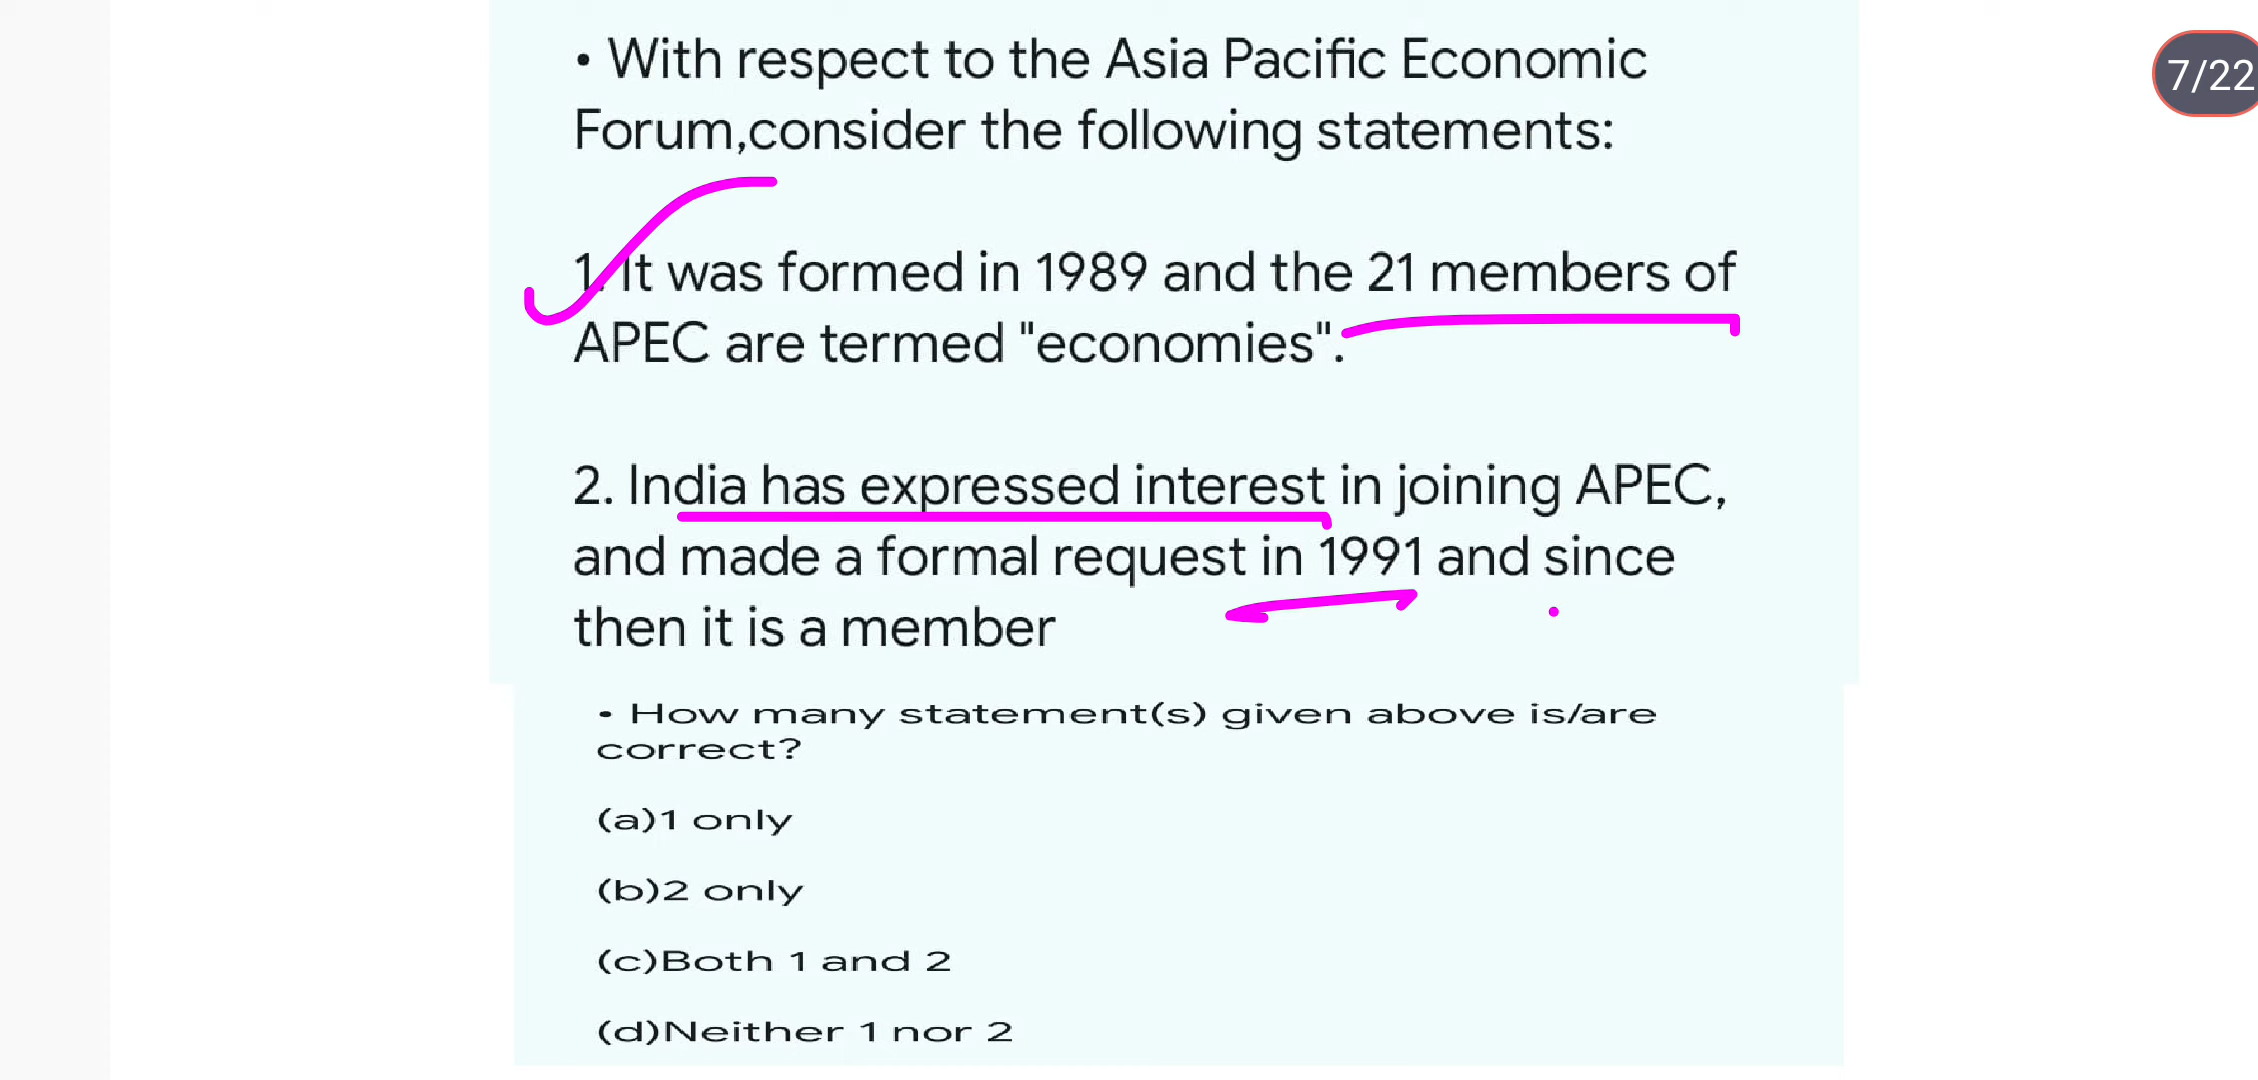 • With respect to the Asia Pacific Economic
7/22
Forum,consider the following statements:
1. It was formed in 1989 and the 21 members of
APEC are termed "economies".
2. India has expressed interest in joining APEC,
and made a formal request in 1991 and since
then it is a member
• How many statement(s) given above is/are
correct?
(a)1 only
(b)2 only
(c)Both 1 and 2
(d)Neither 1 nor 2